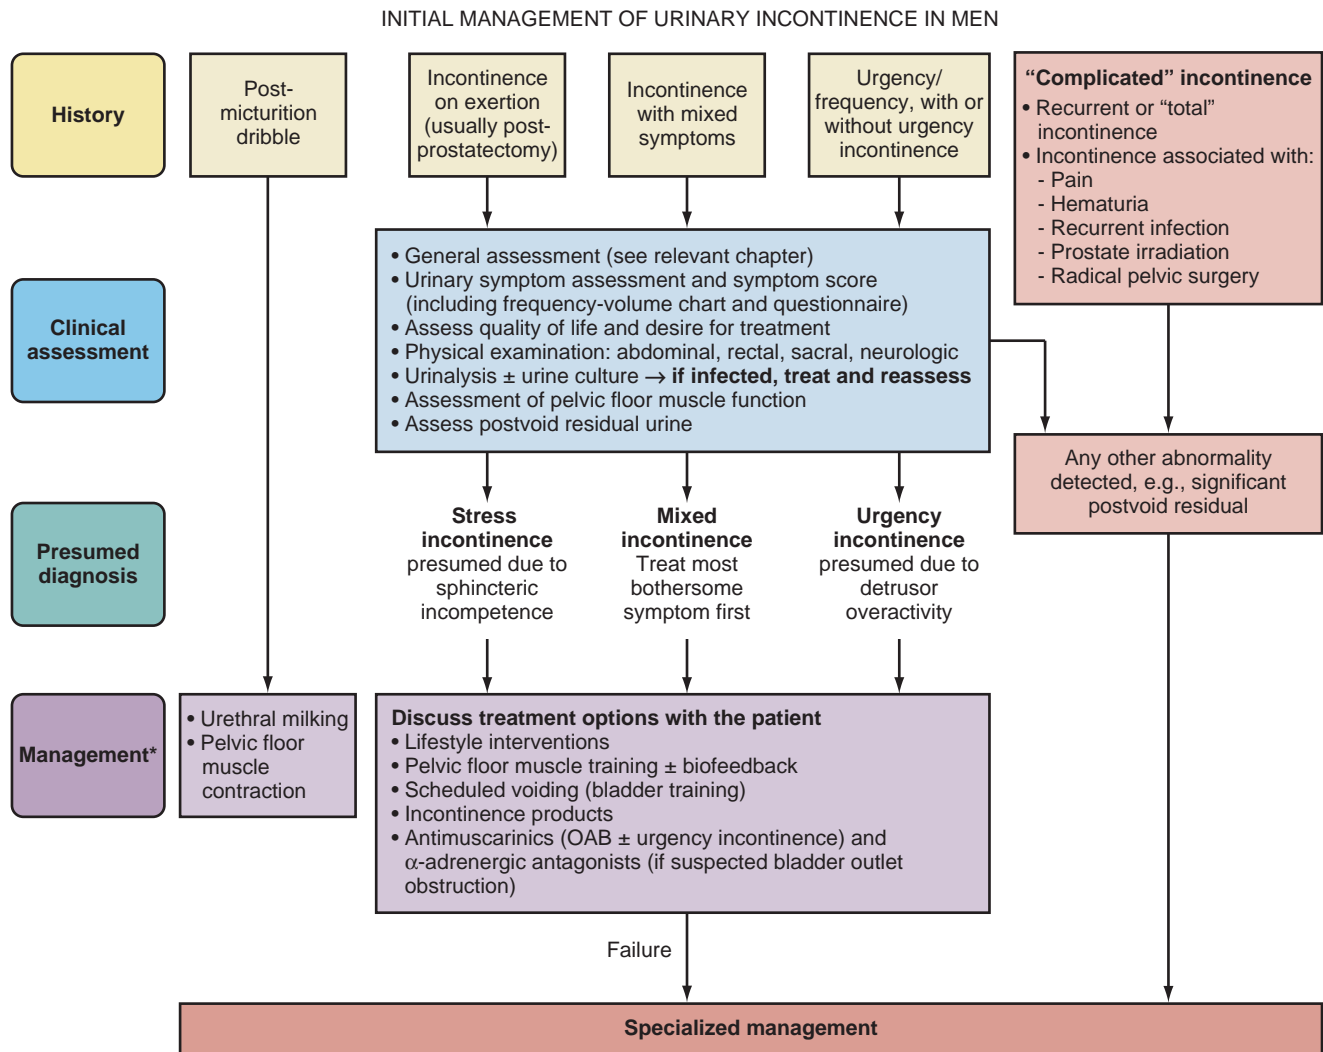 INITIAL MANAGEMENT OF URINARY INCONTINENCE IN MEN
History
Post-
micturition
dribble
Incontinence
on exertion
(usually post-
prostatectomy)
Incontinence
with mixed
symptoms
Urgency/
frequency, with or
without urgency
incontinence
“Complicated” incontinence
• Recurrent or “total”
incontinence
• Incontinence associated with:
- Pain
- Hematuria
- Recurrent infection
- Prostate irradiation
- Radical pelvic surgery
Clinical
assessment
• General assessment (see relevant chapter)
• Urinary symptom assessment and symptom score
(including frequency-volume chart and questionnaire)
• Assess quality of life and desire for treatment
• Physical examination: abdominal, rectal, sacral, neurologic
• Urinalysis ± urine culture → if infected, treat and reassess
• Assessment of pelvic floor muscle function
• Assess postvoid residual urine
Any other abnormality
detected, e.g., significant
postvoid residual
Presumed
diagnosis
Stress
incontinence
presumed due to
sphincteric
incompetence
Mixed
incontinence
Treat most
bothersome
symptom first
Urgency
incontinence
presumed due to
detrusor
overactivity
Management*
• Urethral milking
• Pelvic floor
muscle
contraction
Discuss treatment options with the patient
• Lifestyle interventions
• Pelvic floor muscle training ± biofeedback
• Scheduled voiding (bladder training)
• Incontinence products
• Antimuscarinics (OAB ± urgency incontinence) and
α-adrenergic antagonists (if suspected bladder outlet
obstruction)
Failure
Specialized management